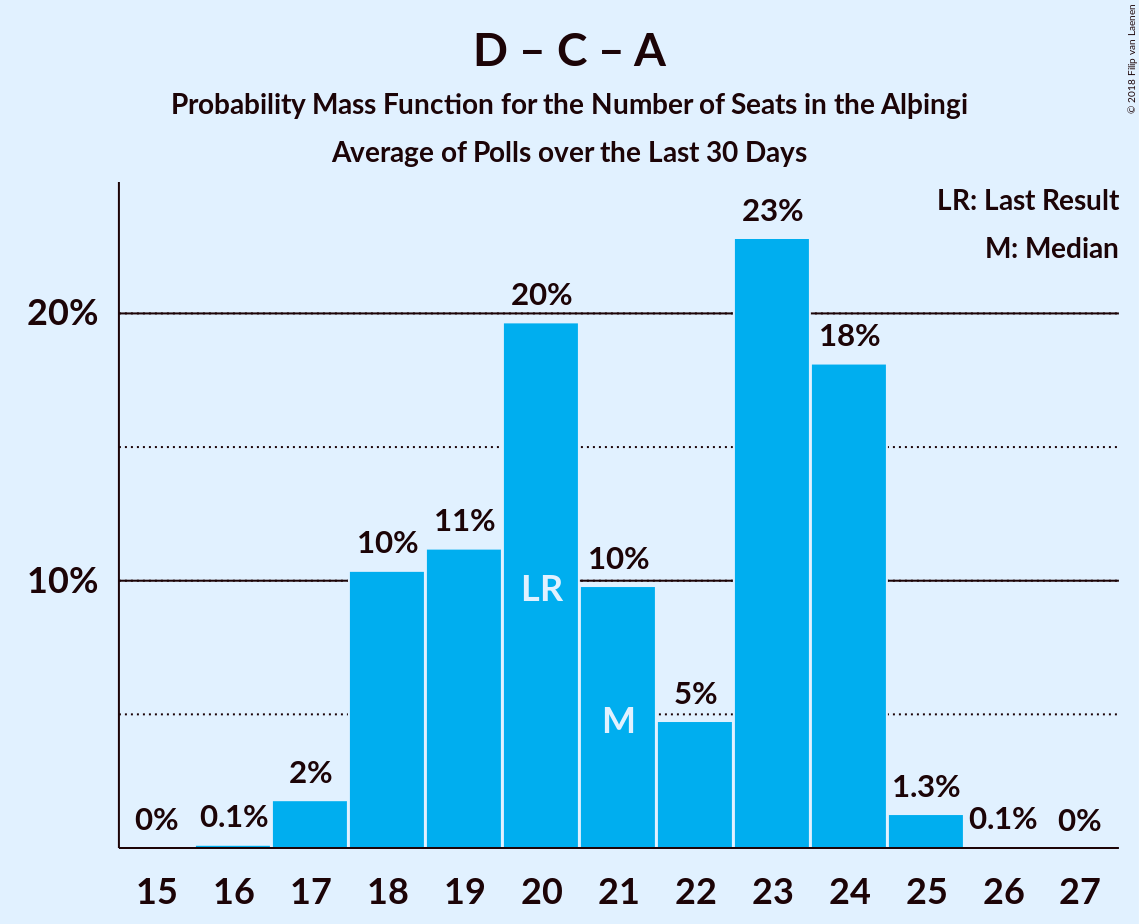 D – C – A
Probability Mass Function for the Number of Seats in the Alþingi
Average of Polls over the Last 30 Days
© 2018 Filip van Laenen
LR: Last Result
M: Median
20%
10%
0%
0.1%
2%
10%
11%
20%
10%
5%
23%
18%
1.3%
0.1%
0%
LR
M
15 16 17 18 19 20 21 22 23 24 25 26 27